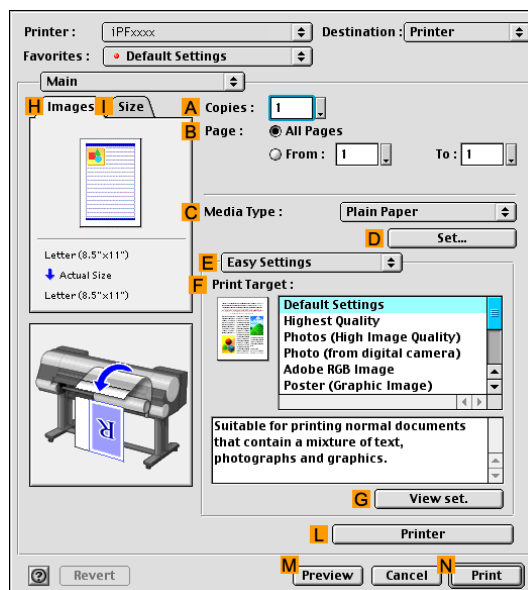 Printer : iPFxxxx Destination : Printer
Favorites : Default Settings
Main
H Images I Size A Copies : 1
B Page : All Pages
From : 1 To : 1
C Media Type : Plain Paper
D Set...
Letter (8.5"x11")
Actual Size
Letter (8.5"x11")
E Easy Settings
F Print Target :
Default Settings
Highest Quality
Photos (High Image Quality)
Photo (from digital camera)
Adobe RGB Image
Poster (Graphic Image)
R
Suitable for printing normal documents
that contain a mixture of text,
photographs and graphics.
G View set.
L Printer
? Revert M Preview Cancel N Print